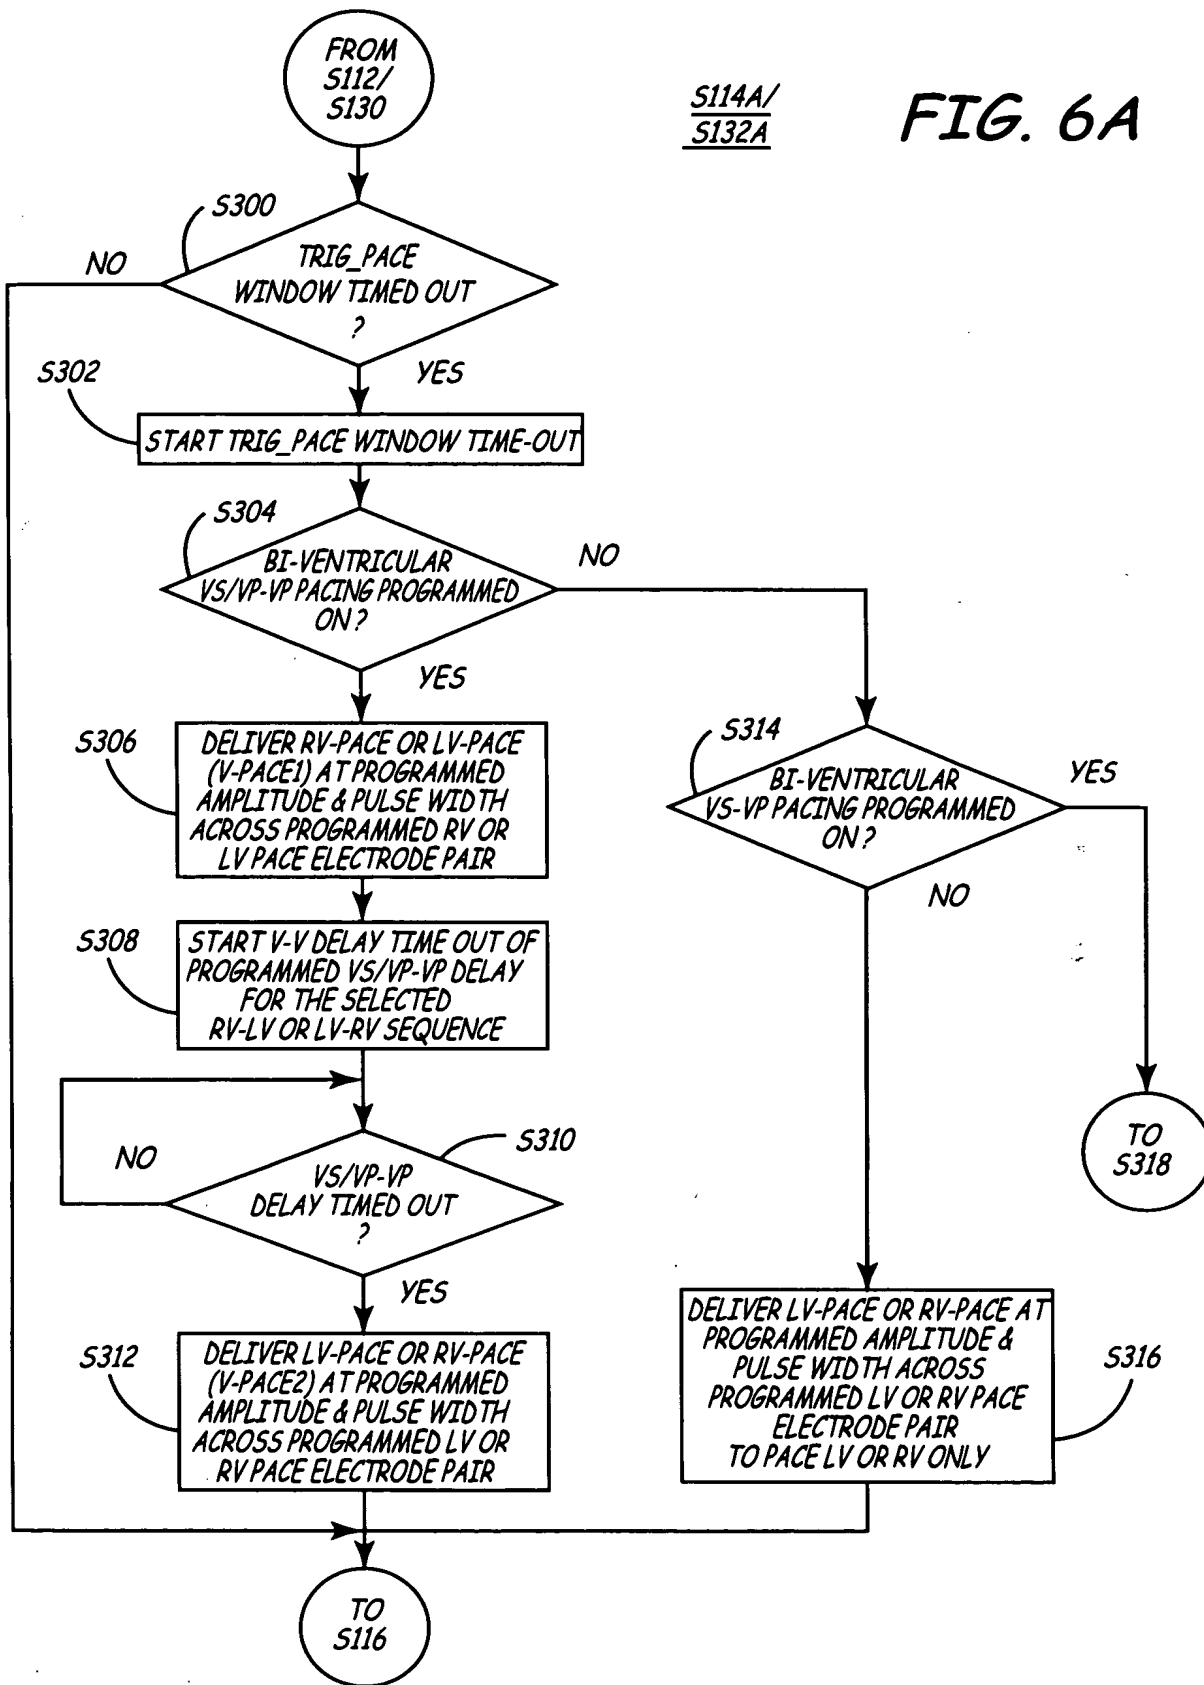 FROM
S112/
S130
S114A/
S132A
FIG. 6A
S300
NO
TRIG_PACE
WINDOW TIMED OUT
?
YES
S302
START TRIG_PACE WINDOW TIME-OUT
S304
BI-VENTRICULAR
VS/VP-VP PACING PROGRAMMED
ON?
NO
YES
S306
DELIVER RV-PACE OR LV-PACE
(V-PACE1) AT PROGRAMMED
AMPLITUDE & PULSE WIDTH
ACROSS PROGRAMMED RV OR
LV PACE ELECTRODE PAIR
S314
BI-VENTRICULAR
VS-VP PACING PROGRAMMED
ON?
YES
NO
S308
START V-V DELAY TIME OUT OF
PROGRAMMED VS/VP-VP DELAY
FOR THE SELECTED
RV-LV OR LV-RV SEQUENCE
S310
NO
VS/VP-VP
DELAY TIMED OUT
?
YES
TO
S318
S312
DELIVER LV-PACE OR RV-PACE
(V-PACE2) AT PROGRAMMED
AMPLITUDE & PULSE WIDTH
ACROSS PROGRAMMED LV OR
RV PACE ELECTRODE PAIR
DELIVER LV-PACE OR RV-PACE AT
PROGRAMMED AMPLITUDE &
PULSE WIDTH ACROSS
PROGRAMMED LV OR RV PACE
ELECTRODE PAIR
TO PACE LV OR RV ONLY
S316
TO
S116